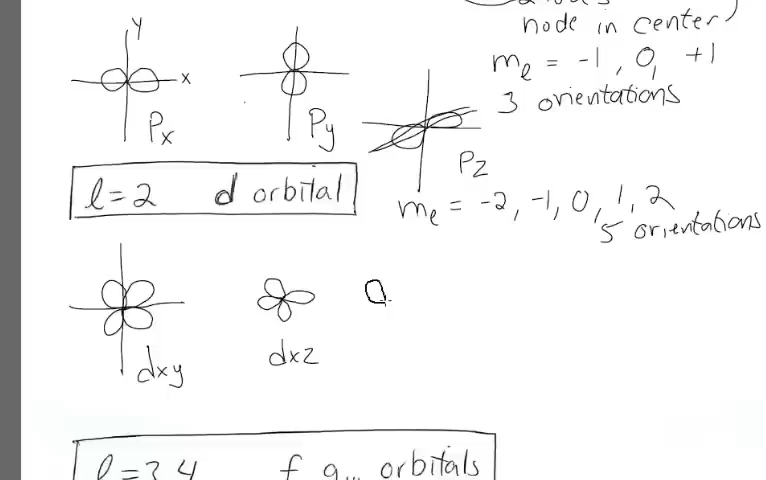 node in center)
y
x
mℓ = -1, 0, +1
3 orientations
Px
Py
Pz
ℓ=2 d orbital
mℓ = -2, -1, 0, 1, 2
5 orientations
dxy
dxz
ℓ=3,4 f g... orbitals